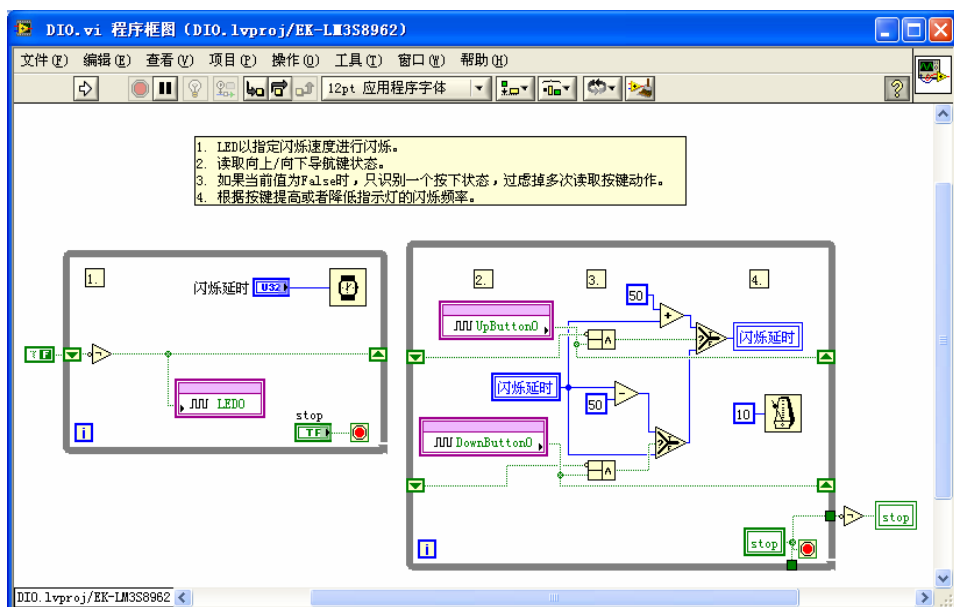 DIO.vi 程序框图 (DIO.lvproj/EK-LM3S8962)
文件(F) 编辑(E) 查看(V) 项目(P) 操作(O) 工具(T) 窗口(W) 帮助(H)
12pt 应用程序字体
?
1. LED以指定闪烁速度进行闪烁。
2. 读取向上/向下导航键状态。
3. 如果当前值为False时，只识别一个按下状态，过虑掉多次读取按键动作。
4. 根据按键提高或者降低指示灯的闪烁频率。
1.
闪烁延时 U32
TF
LED0
stop
TF
i
2.
3.
4.
50
UpButton0
闪烁延时
闪烁延时
50
10
DownButton0
stop
stop
i
DIO.lvproj/EK-LM3S8962